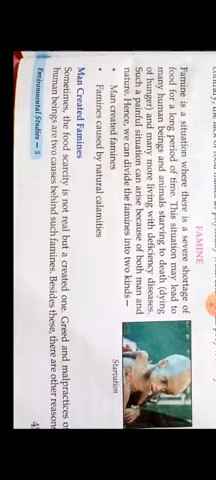 FAMINE
Famine is a situation where there is a severe shortage of
food for a long period of time. This situation may lead to
many human beings and animals starving to death (dying
of hunger) and many more living with deficiency diseases.
Such a painful situation can arise because of both man and
nature. Hence, we can divide the famines into two kinds—
• Man created famines
• Famines caused by natural calamities
Starvation
Man Created Famines
Sometimes, the food scarcity is not real but a created one. Greed and malpractices
human beings are two causes behind such famines. Besides these, there are other
Environmental Studies – 5